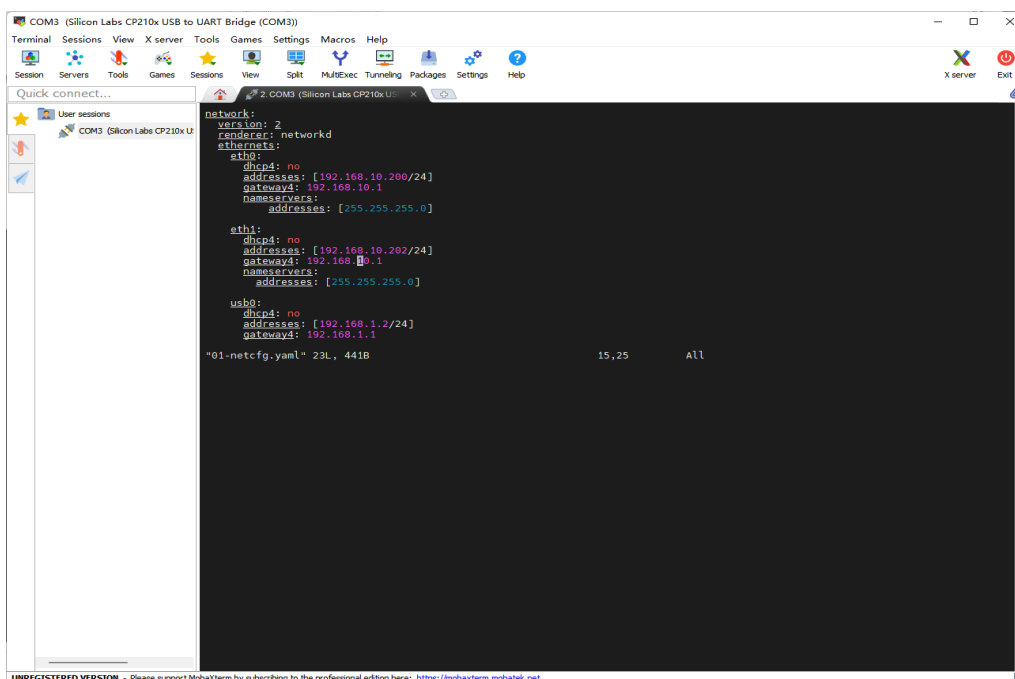 COM3 (Silicon Labs CP210x USB to UART Bridge (COM3))
Terminal Sessions View X server Tools Games Settings Macros Help
Session Servers Tools Games Sessions View Split MultiExec Tunneling Packages Settings Help X server Exit
Quick connect...
2. COM3 (Silicon Labs CP210x US
User sessions
COM3 (Silicon Labs CP210x U
network:
version: 2
renderer: networkd
ethernets:
eth0:
dhcp4: no
addresses: [192.168.10.200/24]
gateway4: 192.168.10.1
nameservers:
addresses: [255.255.255.0]
eth1:
dhcp4: no
addresses: [192.168.10.202/24]
gateway4: 192.168.10.1
nameservers:
addresses: [255.255.255.0]
usb0:
dhcp4: no
addresses: [192.168.1.2/24]
gateway4: 192.168.1.1
"01-netcfg.yaml" 23L, 441B 15,25 All
UNREGISTERED VERSION - Please support MobaXterm by subscribing to the professional edition here: https://mobaxterm.mobatek.net